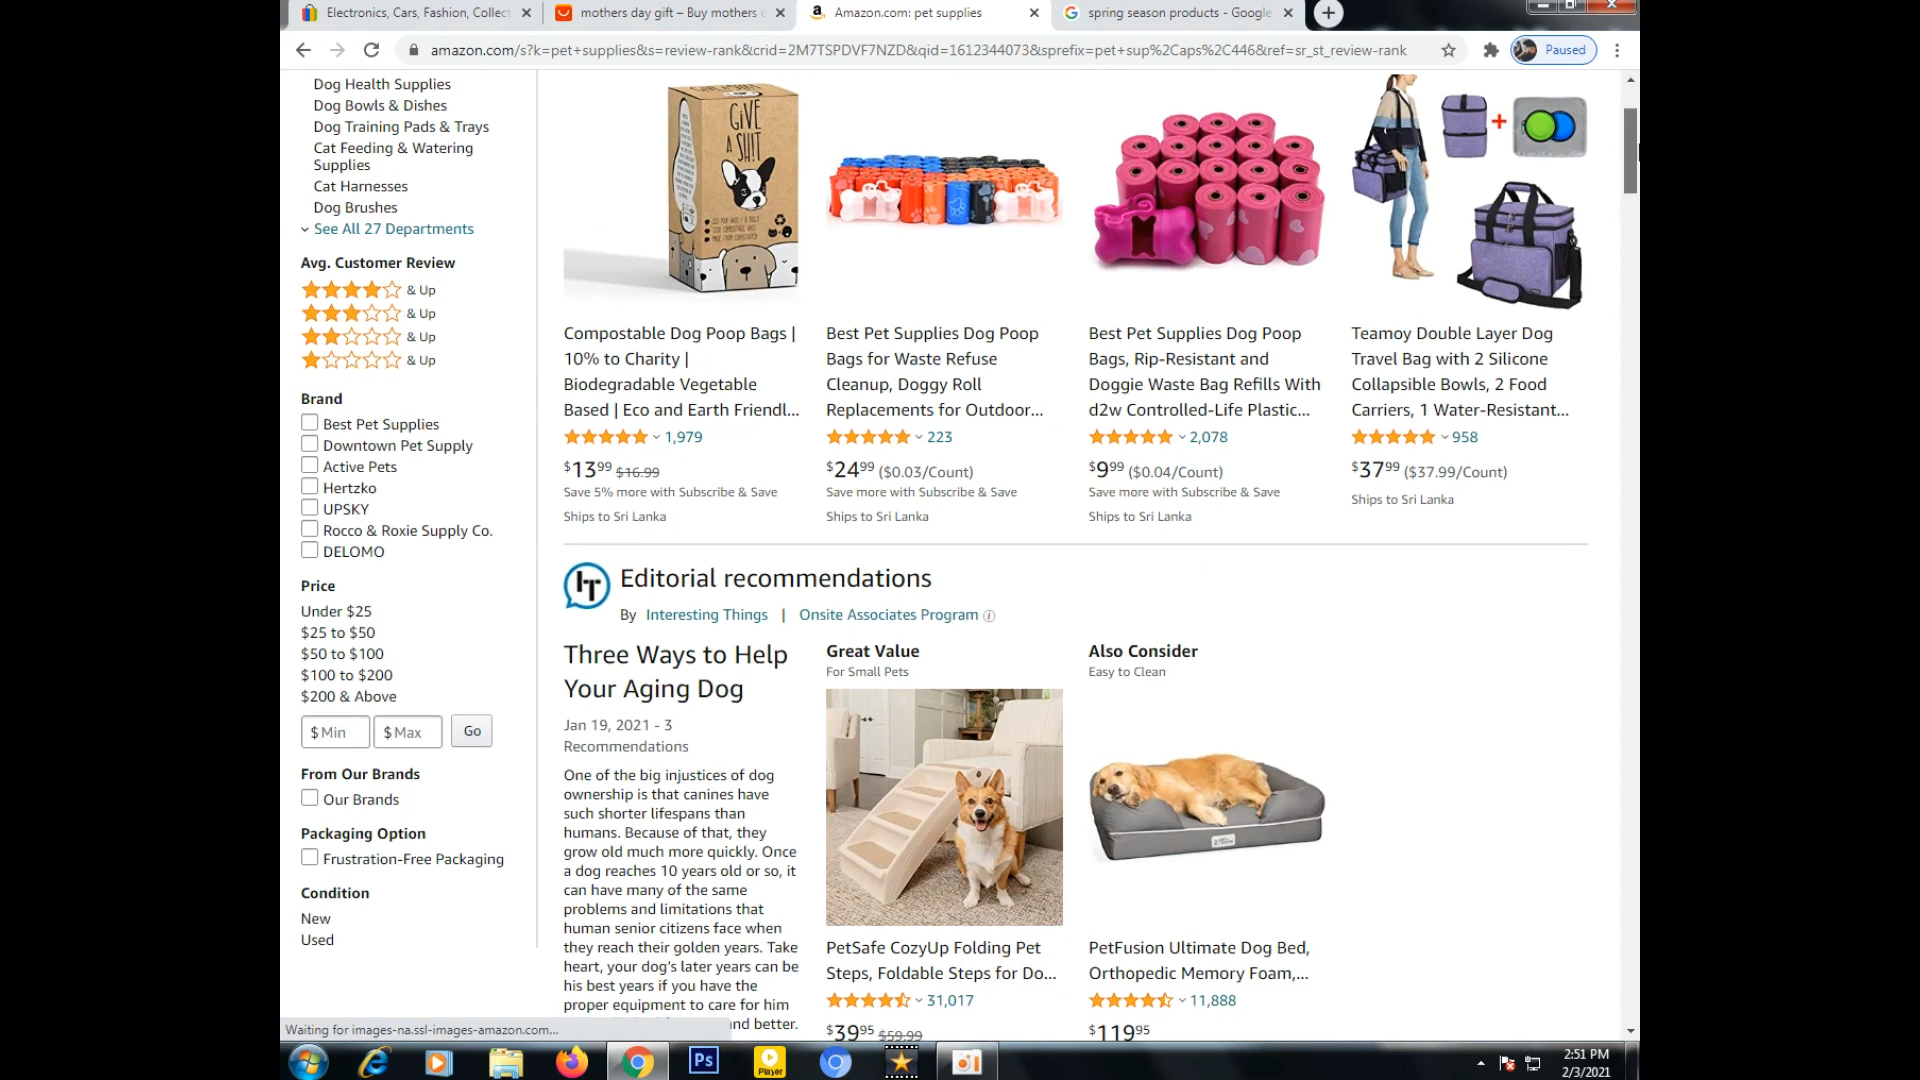 Electronics, Cars, Fashion, Collect
mothers day gift – Buy mothers
Amazon.com: pet supplies
spring season products - Google
amazon.com/s?k=pet+supplies&s=review-rank&crid=2M7TSPDVF7NZD&qid=1612344073&sprefix=pet+sup%2Caps%2C446&ref=sr_st_review-rank
Paused
Dog Health Supplies
Dog Bowls & Dishes
Dog Training Pads & Trays
Cat Feeding & Watering
Supplies
Cat Harnesses
Dog Brushes
See All 27 Departments
Avg. Customer Review
& Up
& Up
& Up
& Up
Brand
Best Pet Supplies
Downtown Pet Supply
Active Pets
Hertzko
UPSKY
Rocco & Roxie Supply Co.
DELOMO
Price
Under $25
$25 to $50
$50 to $100
$100 to $200
$200 & Above
$ Min
$ Max
Go
From Our Brands
Our Brands
Packaging Option
Frustration-Free Packaging
Condition
New
Used
GIVE
A SH!T
Compostable Dog Poop Bags |
10% to Charity |
Biodegradable Vegetable
Based | Eco and Earth Friendl...
1,979
$13.99 $16.99
Save 5% more with Subscribe & Save
Ships to Sri Lanka
Best Pet Supplies Dog Poop
Bags for Waste Refuse
Cleanup, Doggy Roll
Replacements for Outdoor...
223
$24.99 ($0.03/Count)
Save more with Subscribe & Save
Ships to Sri Lanka
Best Pet Supplies Dog Poop
Bags, Rip-Resistant and
Doggie Waste Bag Refills With
d2w Controlled-Life Plastic...
2,078
$9.99 ($0.04/Count)
Save more with Subscribe & Save
Ships to Sri Lanka
Teamoy Double Layer Dog
Travel Bag with 2 Silicone
Collapsible Bowls, 2 Food
Carriers, 1 Water-Resistant...
958
$37.99 ($37.99/Count)
Ships to Sri Lanka
IT
Editorial recommendations
By Interesting Things | Onsite Associates Program
Three Ways to Help
Your Aging Dog
Jan 19, 2021 - 3
Recommendations
One of the big injustices of dog
ownership is that canines have
such shorter lifespans than
humans. Because of that, they
grow old much more quickly. Once
a dog reaches 10 years old or so, it
can have many of the same
problems and limitations that
human senior citizens face when
they reach their golden years. Take
heart, your dog's later years can be
his best years if you have the
proper equipment to care for him
and better.
Great Value
For Small Pets
PetSafe CozyUp Folding Pet
Steps, Foldable Steps for Do...
31,017
$39.95 $59.99
Also Consider
Easy to Clean
PetFusion Ultimate Dog Bed,
Orthopedic Memory Foam,...
11,888
$119.95
Waiting for images-na.ssl-images-amazon.com...
Ps
Player
2:51 PM
2/3/2021